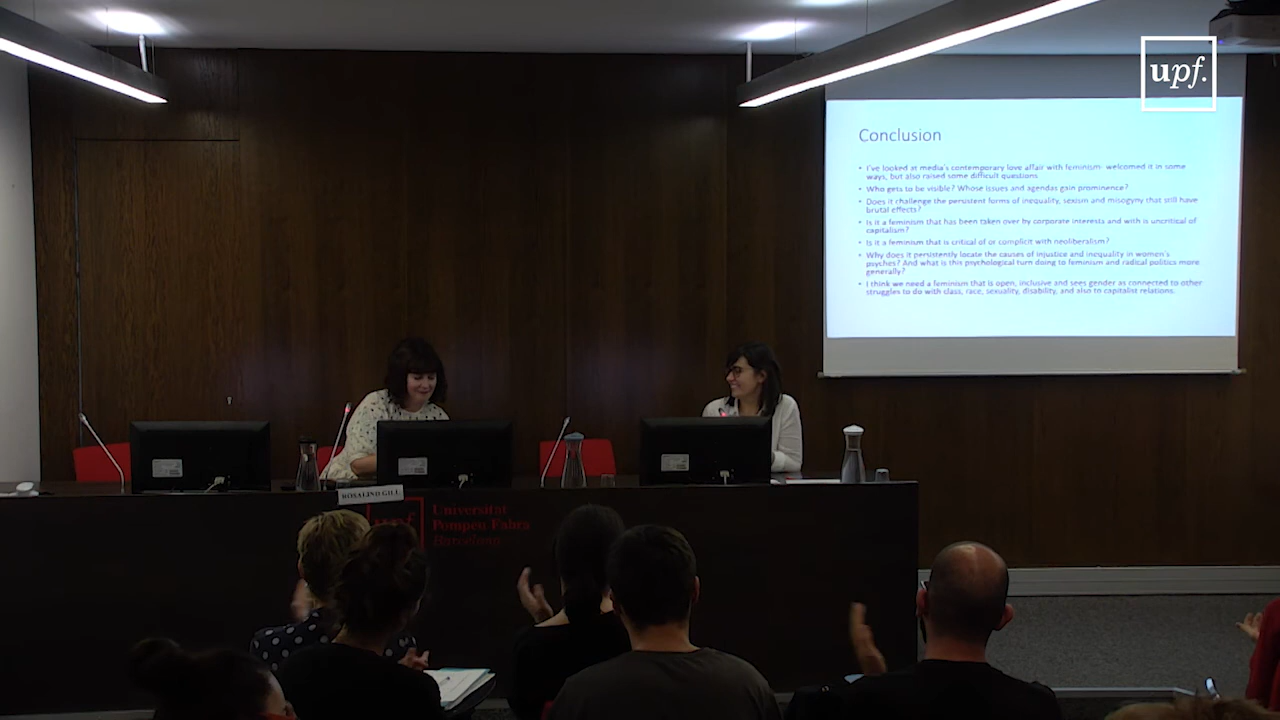 upf.
Conclusion
• I've looked at media's contemporary love affair with feminism- welcomed it in some
ways, but also raised some difficult questions
• Who gets to be visible? Whose issues and agendas gain prominence?
• Does it challenge the persistent forms of inequality, sexism and misogyny that still have
brutal effects?
• Is it a feminism that has been taken over by corporate interests and with is uncritical of
capitalism?
• Is it a feminism that is critical of or complicit with neoliberalism?
• Why does it persistently locate the causes of injustice and inequality in women's
psyches? And what is this psychological turn doing to feminism and radical politics more
generally?
• I think we need a feminism that is open, inclusive and sees gender as connected to other
struggles to do with class, race, sexuality, disability, and also to capitalist relations.
ROSALIND GILL
upf.
Universitat
Pompeu Fabra
Barcelona